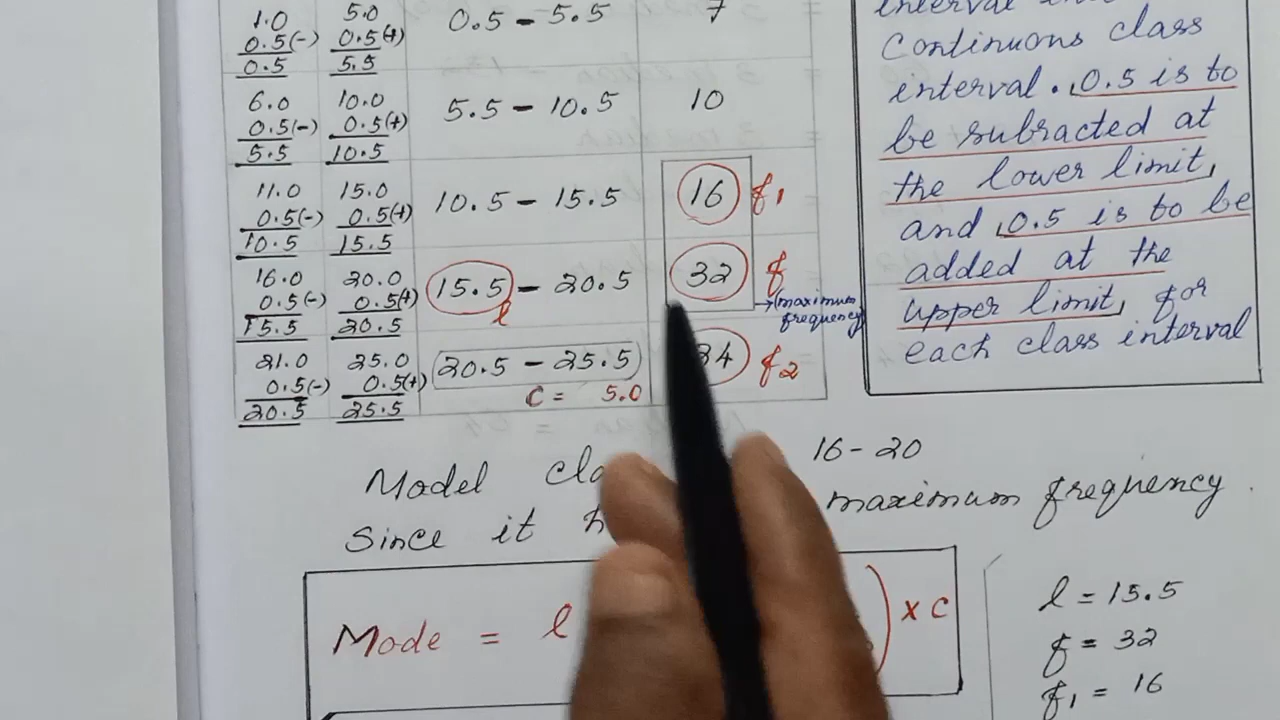 1.0 5.0 0.5 - 5.5 7
0.5(-) 0.5(+)
0.5 5.5
6.0 10.0 5.5 - 10.5 10
0.5(-) 0.5(+)
5.5 10.5
11.0 15.0 10.5 - 15.5 16 f1
0.5(-) 0.5(+)
10.5 15.5
16.0 20.0 15.5 - 20.5 32 f
0.5(-) 0.5(+) l →(maximum
15.5 20.5 frequency
21.0 25.0 20.5 - 25.5 f2
0.5(-) 0.5(+) C = 5.0
20.5 25.5
interval
Continuous class
interval. 0.5 is to
be subracted at
the lower limit,
and 0.5 is to be
added at the
upper limit, for
each class interval
Model 16-20
Since it maximum frequency.
Mode = l ) x C
l = 15.5
f = 32
f1 = 16